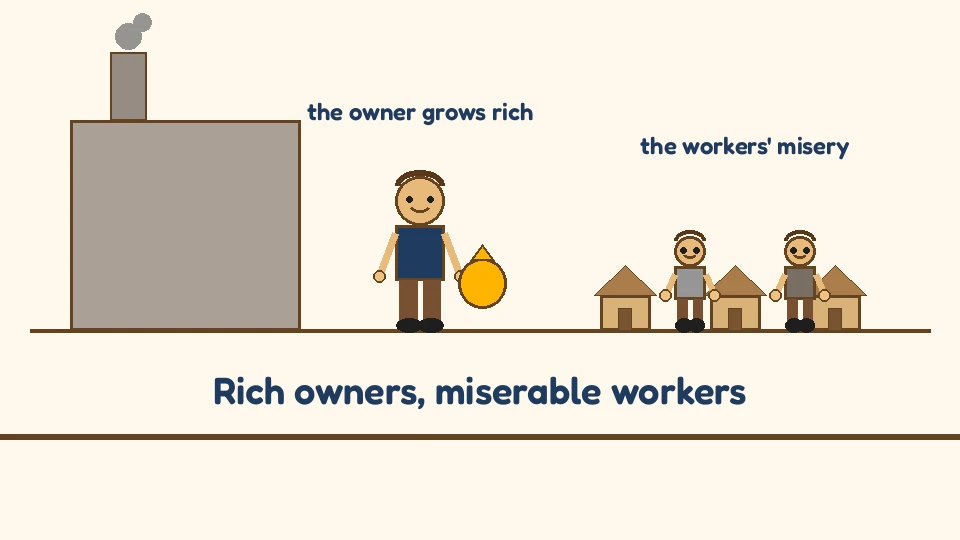 the owner grows rich
the workers' misery
Rich owners, miserable workers